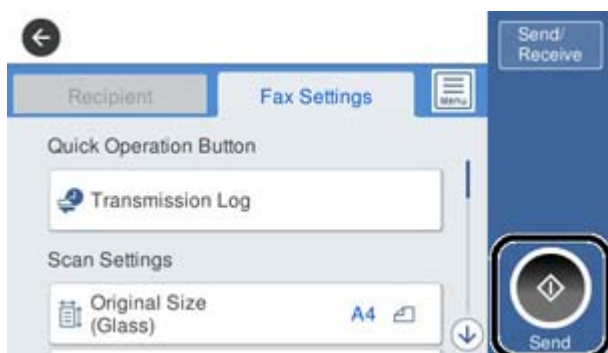 Send/
Receive
Recipient
Fax Settings
Menu
Quick Operation Button
Transmission Log
Scan Settings
Original Size
(Glass)
A4
Send